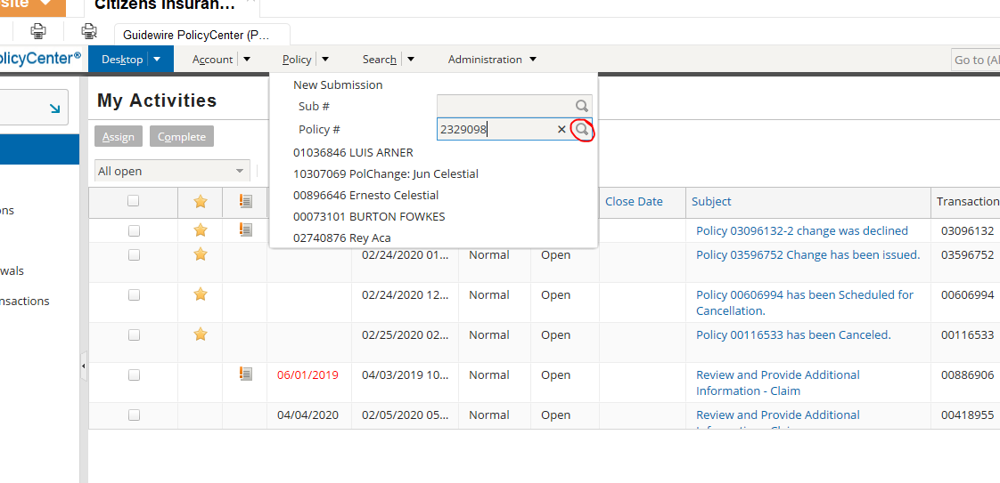 site
Citizens Insuran...
Guidewire PolicyCenter (P...
olicyCenter®
Desktop
Account
Policy
Search
Administration
Go to (Al
New Submission
Sub #
Policy #
2329098
01036846 LUIS ARNER
10307069 PolChange: Jun Celestial
00896646 Ernesto Celestial
00073101 BURTON FOWKES
02740876 Rey Aca
My Activities
Assign
Complete
All open
ons
wals
nsactions
Close Date
Subject
Transaction
Policy 03096132-2 change was declined
03096132
02/24/2020 01...
Normal
Open
Policy 03596752 Change has been issued.
03596752
02/24/2020 12...
Normal
Open
Policy 00606994 has been Scheduled for
Cancellation.
00606994
02/25/2020 02...
Normal
Open
Policy 00116533 has been Canceled.
00116533
06/01/2019
04/03/2019 10...
Normal
Open
Review and Provide Additional
Information - Claim
00886906
04/04/2020
02/05/2020 05...
Normal
Open
Review and Provide Additional
00418955